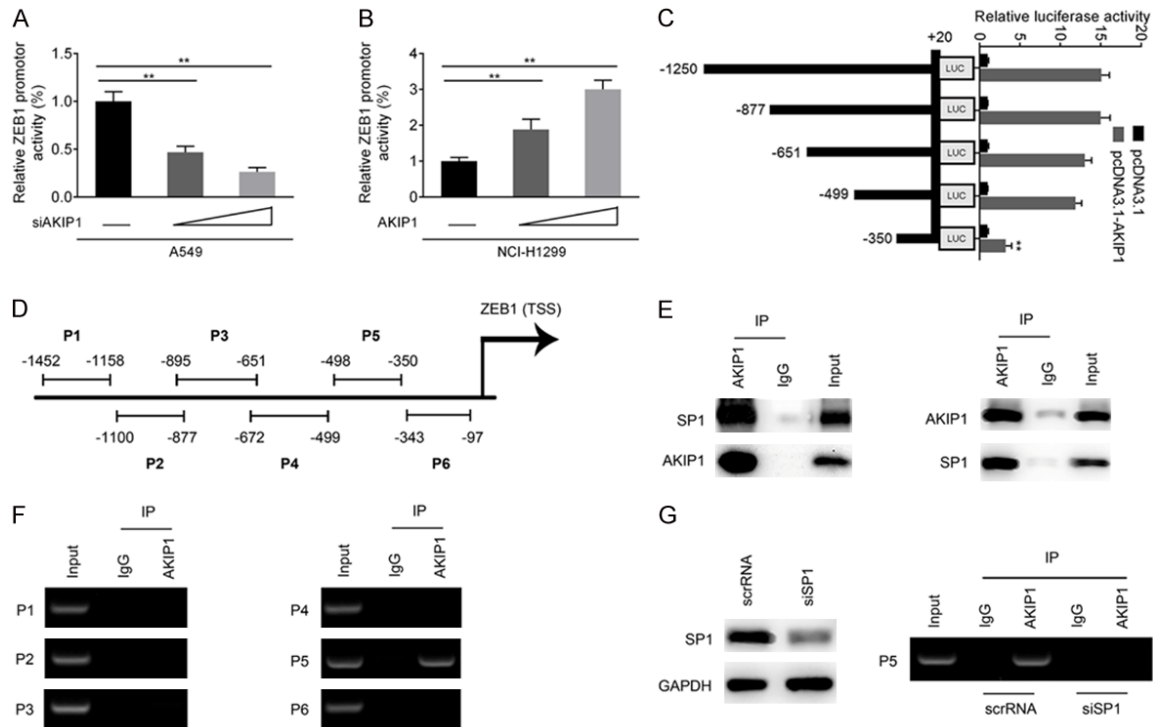 A
Relative ZEB1 promotor
activity (%)
1.5
1.0
0.5
0.0
**
**
siAKIP1
A549
B
Relative ZEB1 promotor
activity (%)
4
3
2
1
0
**
**
AKIP1
NCI-H1299
C
Relative luciferase activity
0 5 10 15 20
+20
-1250 LUC
-877 LUC
-651 LUC
-499 LUC
-350 LUC **
pcDNA3.1
pcDNA3.1-AKIP1
D
ZEB1 (TSS)
P1 P3 P5
-1452 -1158 -895 -651 -498 -350
-1100 -877 -672 -499 -343 -97
P2 P4 P6
E
IP
AKIP1 IgG Input
SP1
AKIP1
IP
AKIP1 IgG Input
AKIP1
SP1
F
IP
Input IgG AKIP1
P1
P2
P3
IP
Input IgG AKIP1
P4
P5
P6
G
scrRNA siSP1
SP1
GAPDH
IP
Input IgG AKIP1 IgG AKIP1
P5
scrRNA siSP1